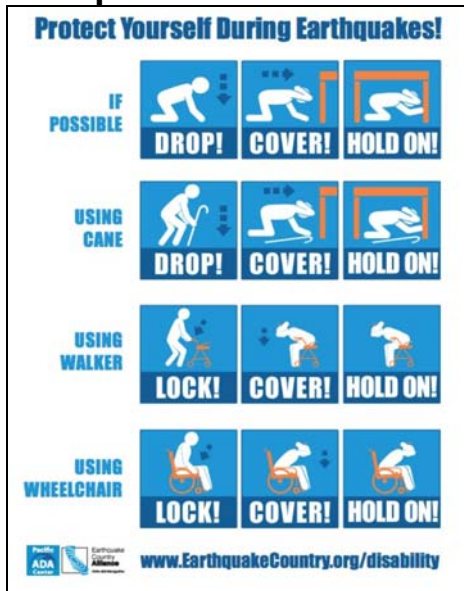 Protect Yourself During Earthquakes!
IF
POSSIBLE
DROP!
COVER!
HOLD ON!
USING
CANE
DROP!
COVER!
HOLD ON!
USING
WALKER
LOCK!
COVER!
HOLD ON!
USING
WHEELCHAIR
LOCK!
COVER!
HOLD ON!
Pacific
ADA
Center
Earthquake
Country
Alliance
www.EarthquakeCountry.org/disability